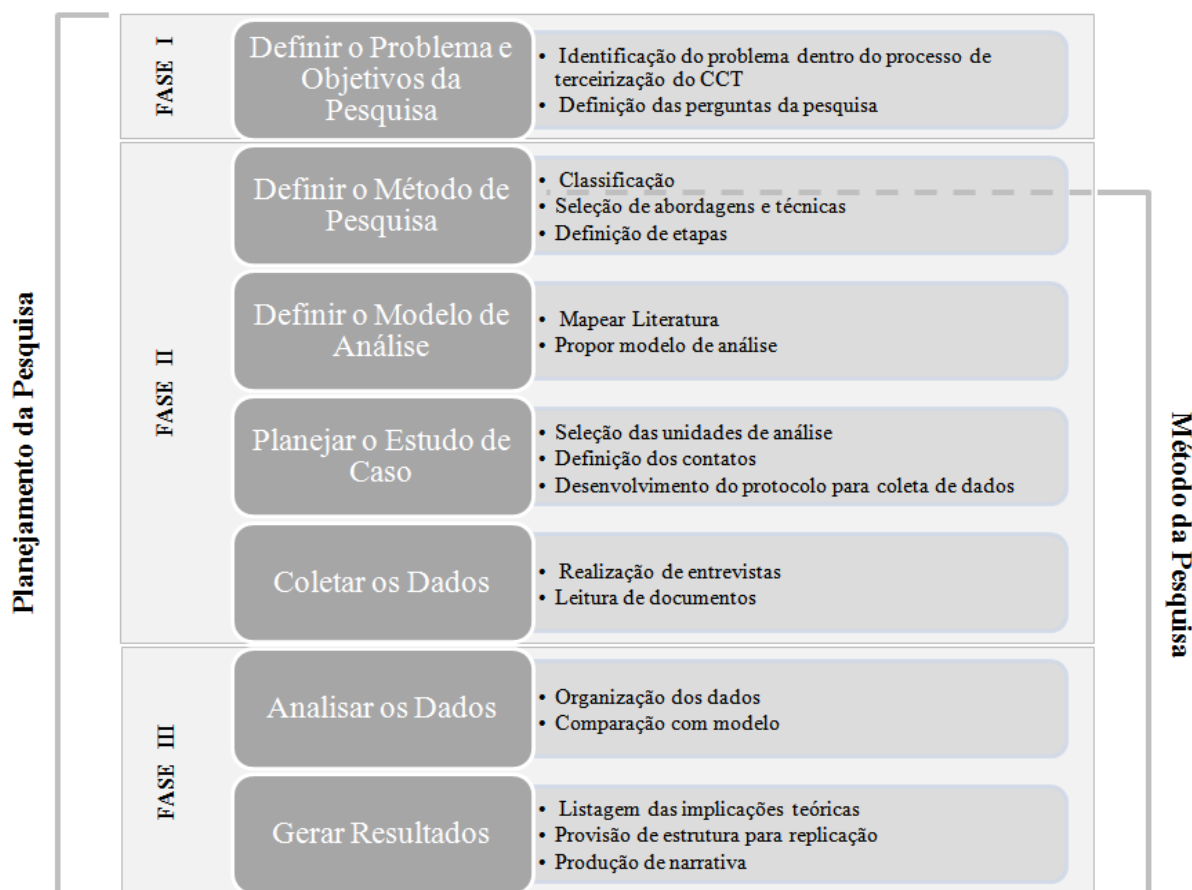 Planejamento da Pesquisa
FASE I
Definir o Problema e
Objetivos da
Pesquisa
• Identificação do problema dentro do processo de
terceirização do CCT
• Definição das perguntas da pesquisa
FASE II
Definir o Método de
Pesquisa
• Classificação
• Seleção de abordagens e técnicas
• Definição de etapas
Definir o Modelo de
Análise
• Mapear Literatura
• Propor modelo de análise
Planejar o Estudo de
Caso
• Seleção das unidades de análise
• Definição dos contatos
• Desenvolvimento do protocolo para coleta de dados
Coletar os Dados
• Realização de entrevistas
• Leitura de documentos
FASE III
Analisar os Dados
• Organização dos dados
• Comparação com modelo
Gerar Resultados
• Listagem das implicações teóricas
• Provisão de estrutura para replicação
• Produção de narrativa
Método da Pesquisa